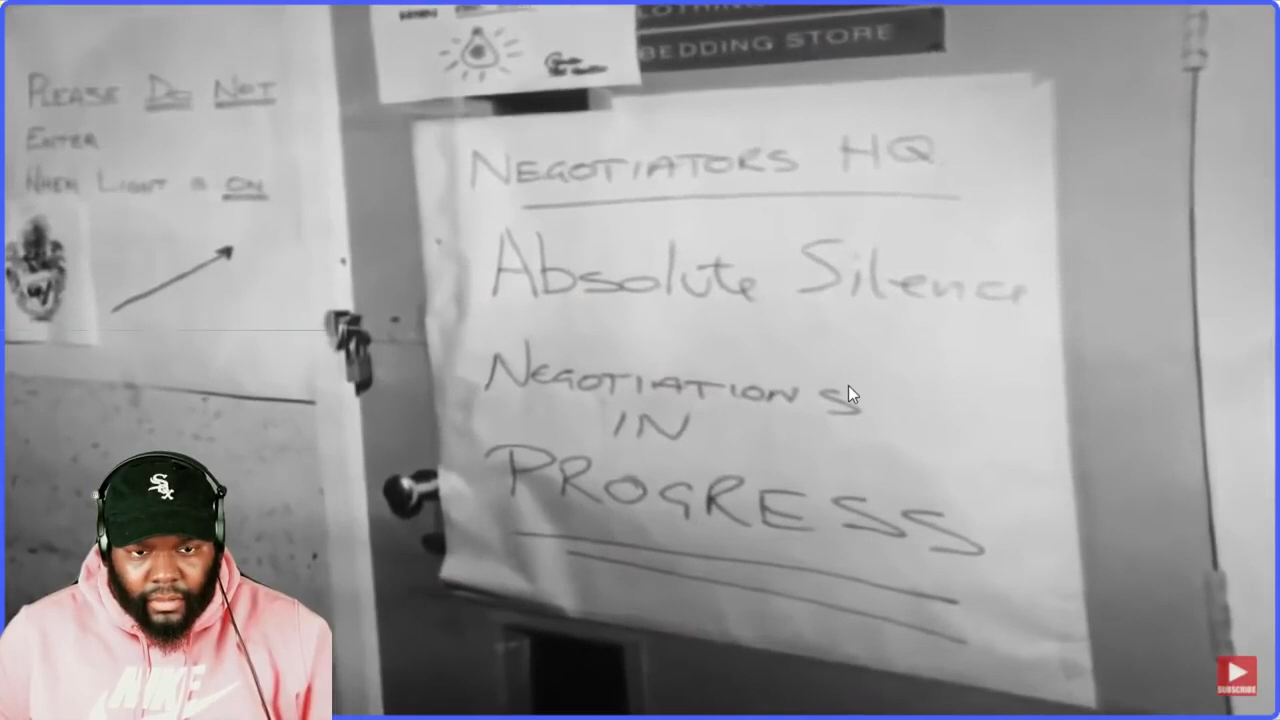 PLEASE DO NOT
ENTER
WHEN LIGHT IS ON
BEDDING STORE
NEGOTIATORS HQ
Absolute Silence
NEGOTIATIONS
IN
PROGRESS
Sox
NIKE
SUBSCRIBE